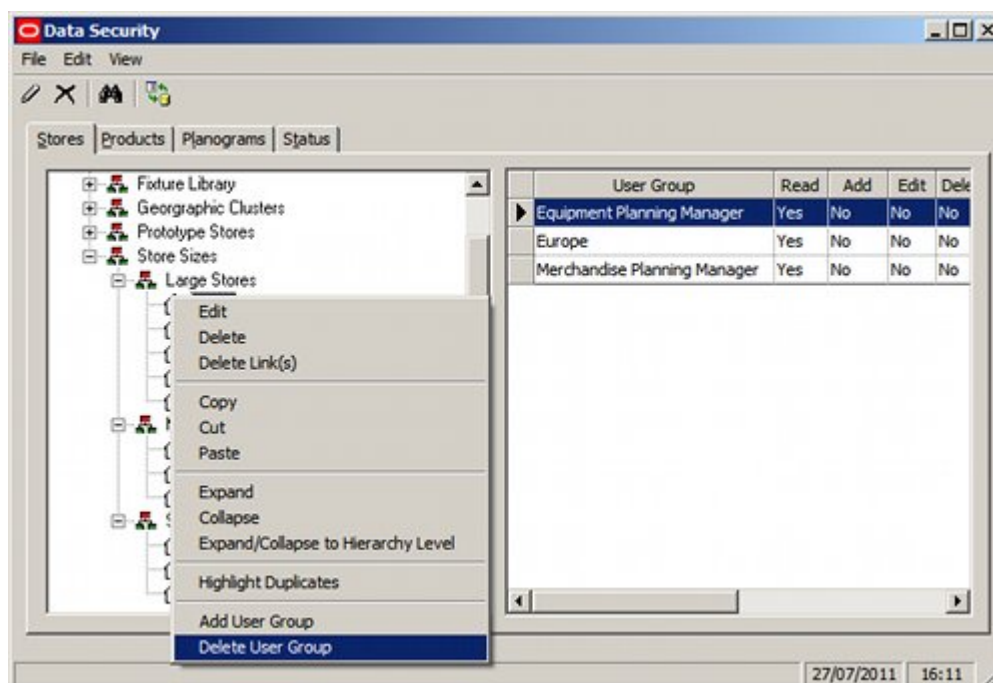 Data Security
File Edit View
Stores Products Planograms Status
Fixture Library
Georgraphic Clusters
Prototype Stores
Store Sizes
Large Stores
Edit
Delete
Delete Link(s)
Copy
Cut
Paste
Expand
Collapse
Expand/Collapse to Hierarchy Level
Highlight Duplicates
Add User Group
Delete User Group
User Group Read Add Edit Dele
Equipment Planning Manager Yes No No No
Europe Yes No No No
Merchandise Planning Manager Yes No No No
27/07/2011 16:11